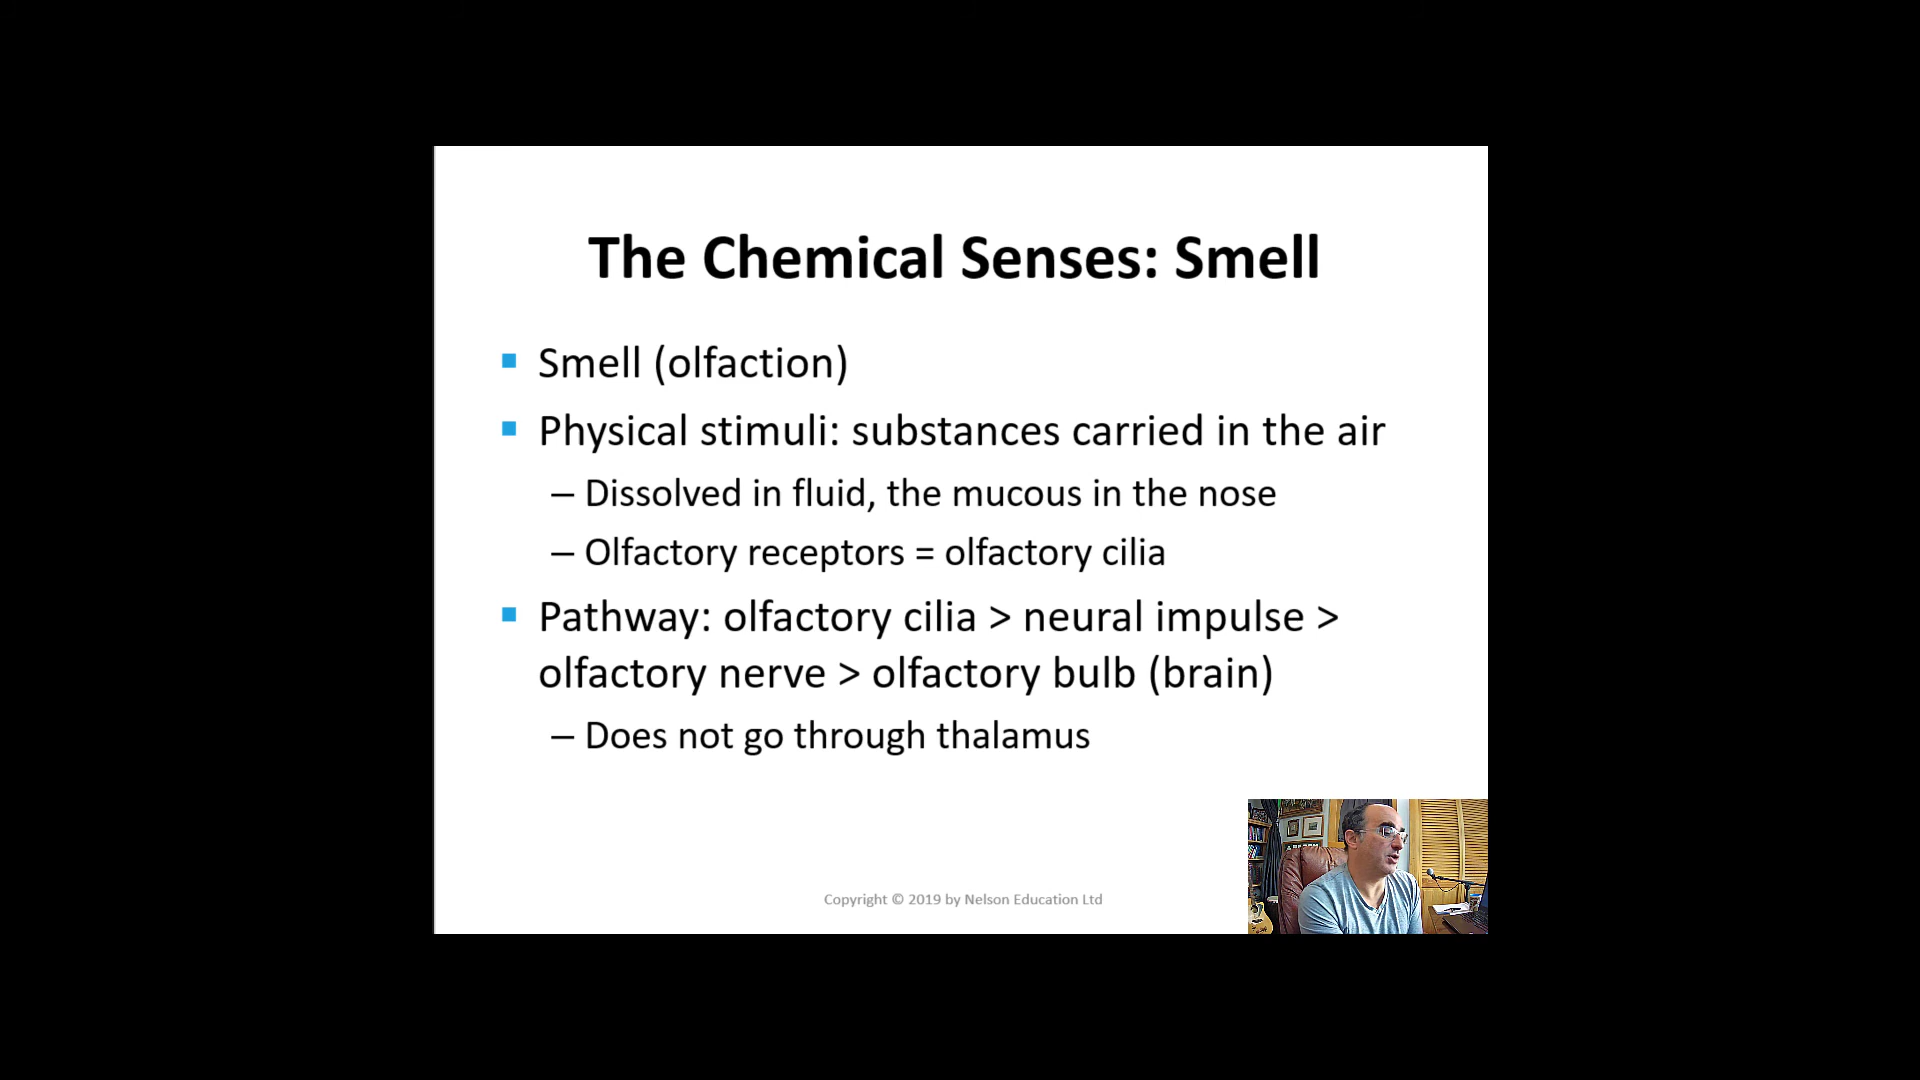 The Chemical Senses: Smell
▪ Smell (olfaction)
▪ Physical stimuli: substances carried in the air
– Dissolved in fluid, the mucous in the nose
– Olfactory receptors = olfactory cilia
▪ Pathway: olfactory cilia > neural impulse >
olfactory nerve > olfactory bulb (brain)
– Does not go through thalamus
Copyright © 2019 by Nelson Education Ltd